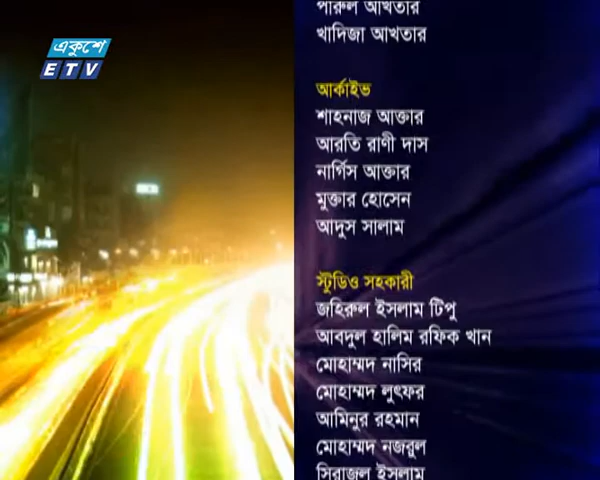 একুশে
ETV
পারুল আখতার
খাদিজা আখতার
আর্কাইভ
শাহনাজ আক্তার
আরতি রাণী দাস
নার্গিস আক্তার
মুক্তার হোসেন
আদুস সালাম
স্টুডিও সহকারী
জহিরুল ইসলাম টিপু
আবদুল হালিম রফিক খান
মোহাম্মদ নাসির
মোহাম্মদ লুৎফর
আমিনুর রহমান
মোহাম্মদ নজরুল
সিরাজুল ইসলাম